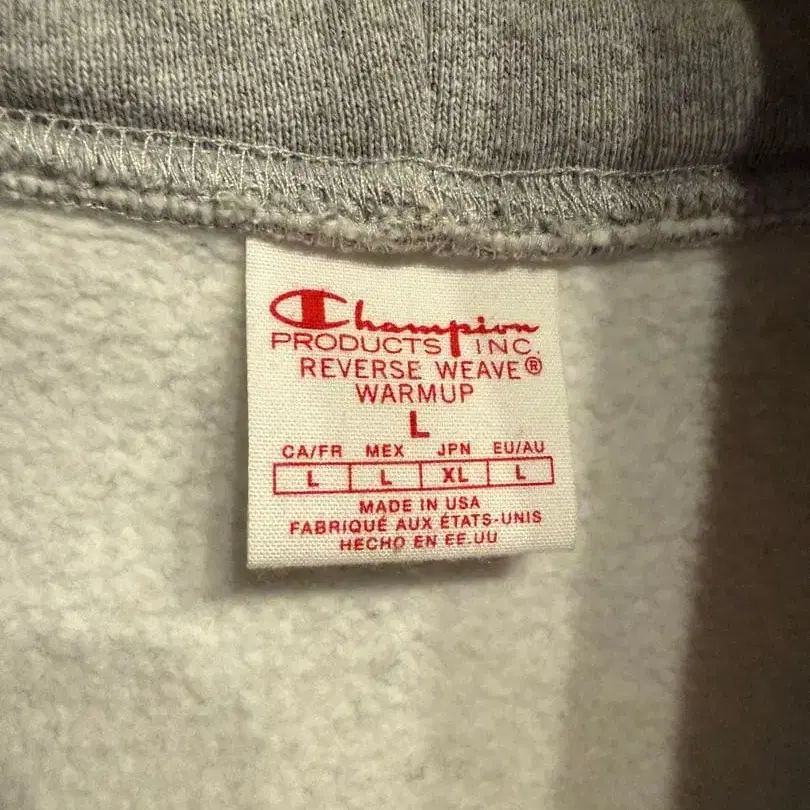 Champion
PRODUCTS INC.
REVERSE WEAVE®
WARMUP
L
CA/FR MEX JPN EU/AU
L L XL L
MADE IN USA
FABRIQUÉ AUX ÉTATS-UNIS
HECHO EN EE.UU